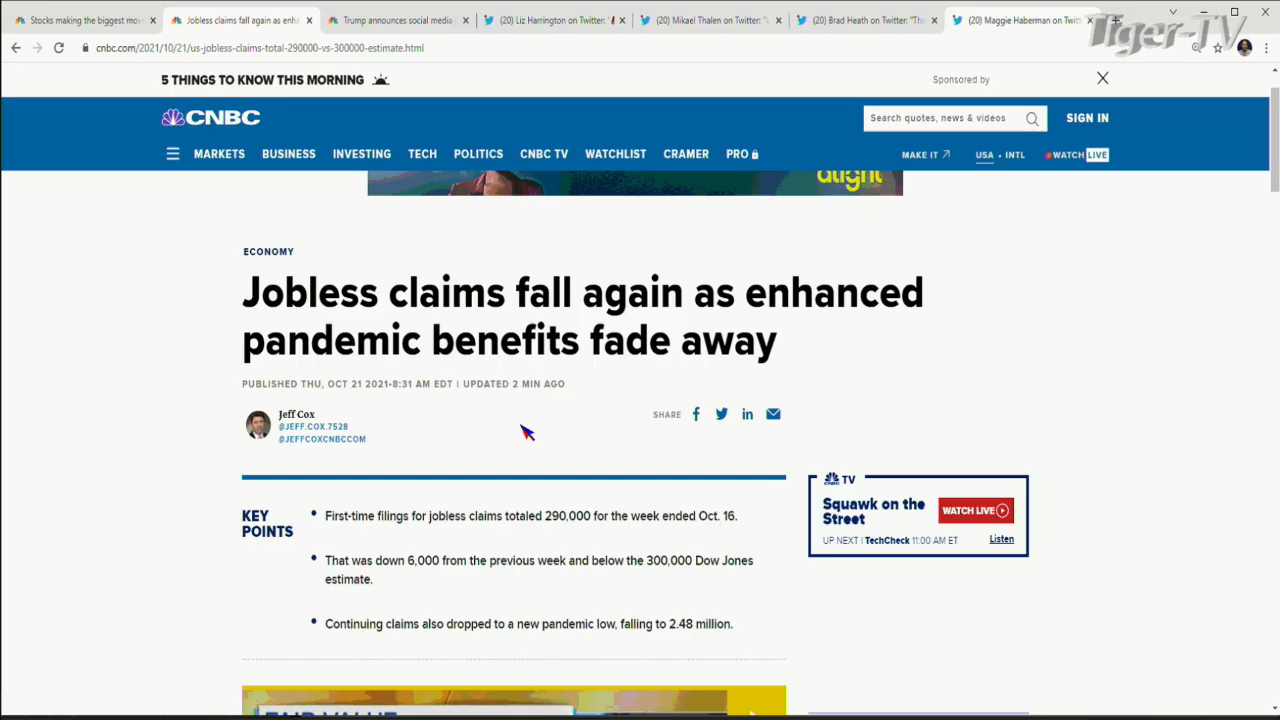 Stocks making the biggest move
Jobless claims fall again as enha
Trump announces social media
(20) Liz Harrington on Twitter: "
(20) Mikael Thalen on Twitter: "
(20) Brad Heath on Twitter: "The
(20) Maggie Haberman on Twitt
Tiger-TV
cnbc.com/2021/10/21/us-jobless-claims-total-290000-vs-300000-estimate.html
5 THINGS TO KNOW THIS MORNING
Sponsored by
CNBC
Search quotes, news & videos
SIGN IN
MARKETS BUSINESS INVESTING TECH POLITICS CNBC TV WATCHLIST CRAMER PRO
MAKE IT USA • INTL WATCH LIVE
alight
ECONOMY
Jobless claims fall again as enhanced
pandemic benefits fade away
PUBLISHED THU, OCT 21 2021•8:31 AM EDT | UPDATED 2 MIN AGO
Jeff Cox
@JEFF.COX.7528
@JEFFCOXCNBCCOM
SHARE
KEY
POINTS
First-time filings for jobless claims totaled 290,000 for the week ended Oct. 16.
That was down 6,000 from the previous week and below the 300,000 Dow Jones
estimate.
Continuing claims also dropped to a new pandemic low, falling to 2.48 million.
CNBC TV
Squawk on the
Street
WATCH LIVE
UP NEXT | TechCheck 11:00 AM ET
Listen
FAIR VALUE